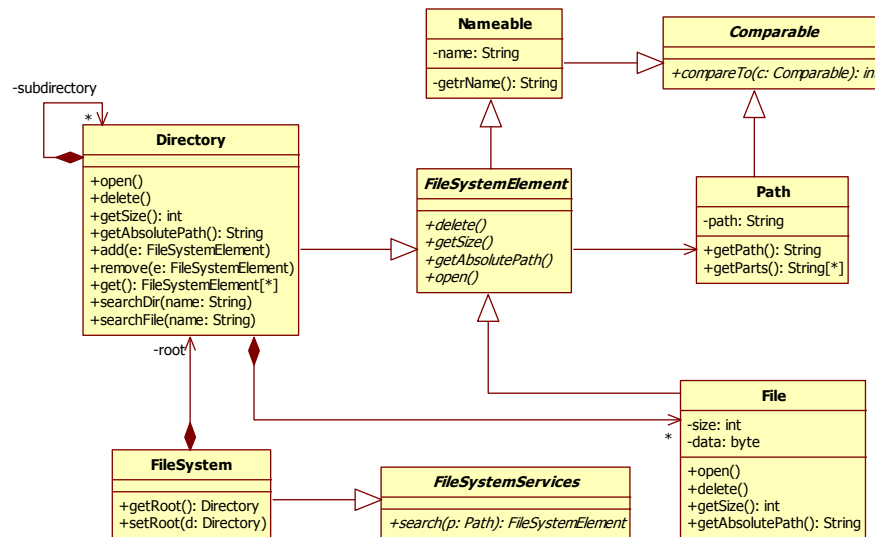 Nameable
-name: String
-getrName(): String
Comparable
+compareTo(c: Comparable): int
-subdirectory
*
Directory
+open()
+delete()
+getSize(): int
+getAbsolutePath(): String
+add(e: FileSystemElement)
+remove(e: FileSystemElement)
+get(): FileSystemElement[*]
+searchDir(name: String)
+searchFile(name: String)
FileSystemElement
+delete()
+getSize()
+getAbsolutePath()
+open()
Path
-path: String
+getPath(): String
+getParts(): String[*]
-root
*
File
-size: int
-data: byte
+open()
+delete()
+getSize(): int
+getAbsolutePath(): String
FileSystem
+getRoot(): Directory
+setRoot(d: Directory)
FileSystemServices
+search(p: Path): FileSystemElement